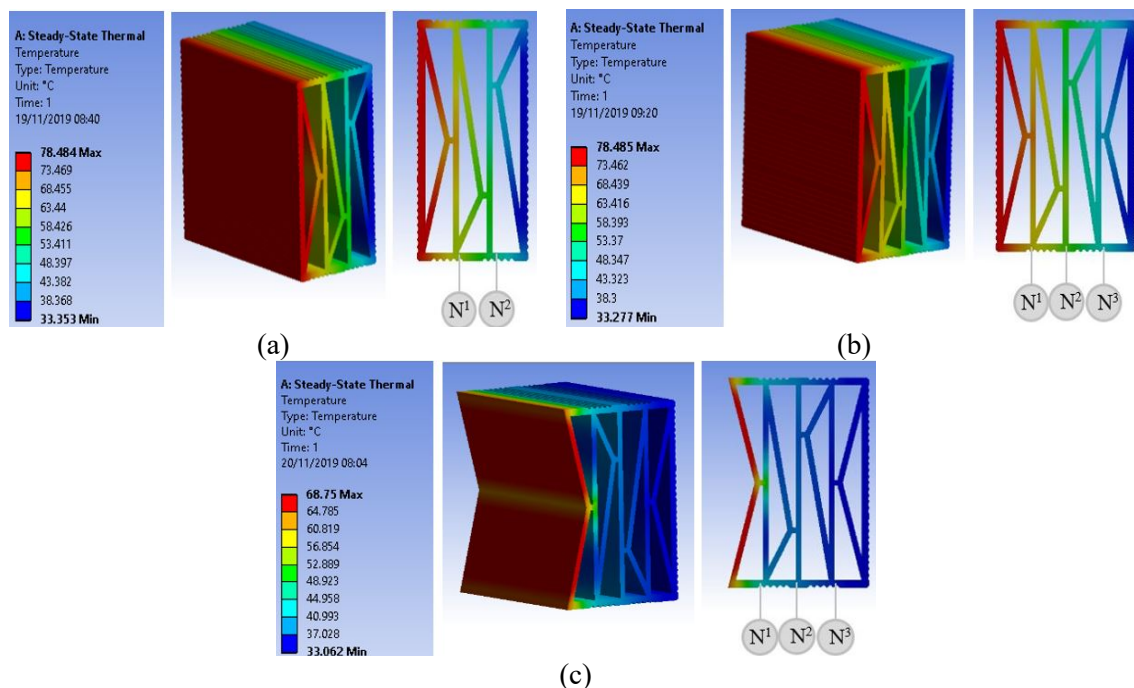 A: Steady-State Thermal
Temperature
Type: Temperature
Unit: °C
Time: 1
19/11/2019 08:40
78.484 Max
73.469
68.455
63.44
58.426
53.411
48.397
43.382
38.368
33.353 Min
N¹ N²
(a)
A: Steady-State Thermal
Temperature
Type: Temperature
Unit: °C
Time: 1
19/11/2019 09:20
78.485 Max
73.462
68.439
63.416
58.393
53.37
48.347
43.323
38.3
33.277 Min
N¹ N² N³
(b)
A: Steady-State Thermal
Temperature
Type: Temperature
Unit: °C
Time: 1
20/11/2019 08:04
68.75 Max
64.785
60.819
56.854
52.889
48.923
44.958
40.993
37.028
33.062 Min
N¹ N² N³
(c)